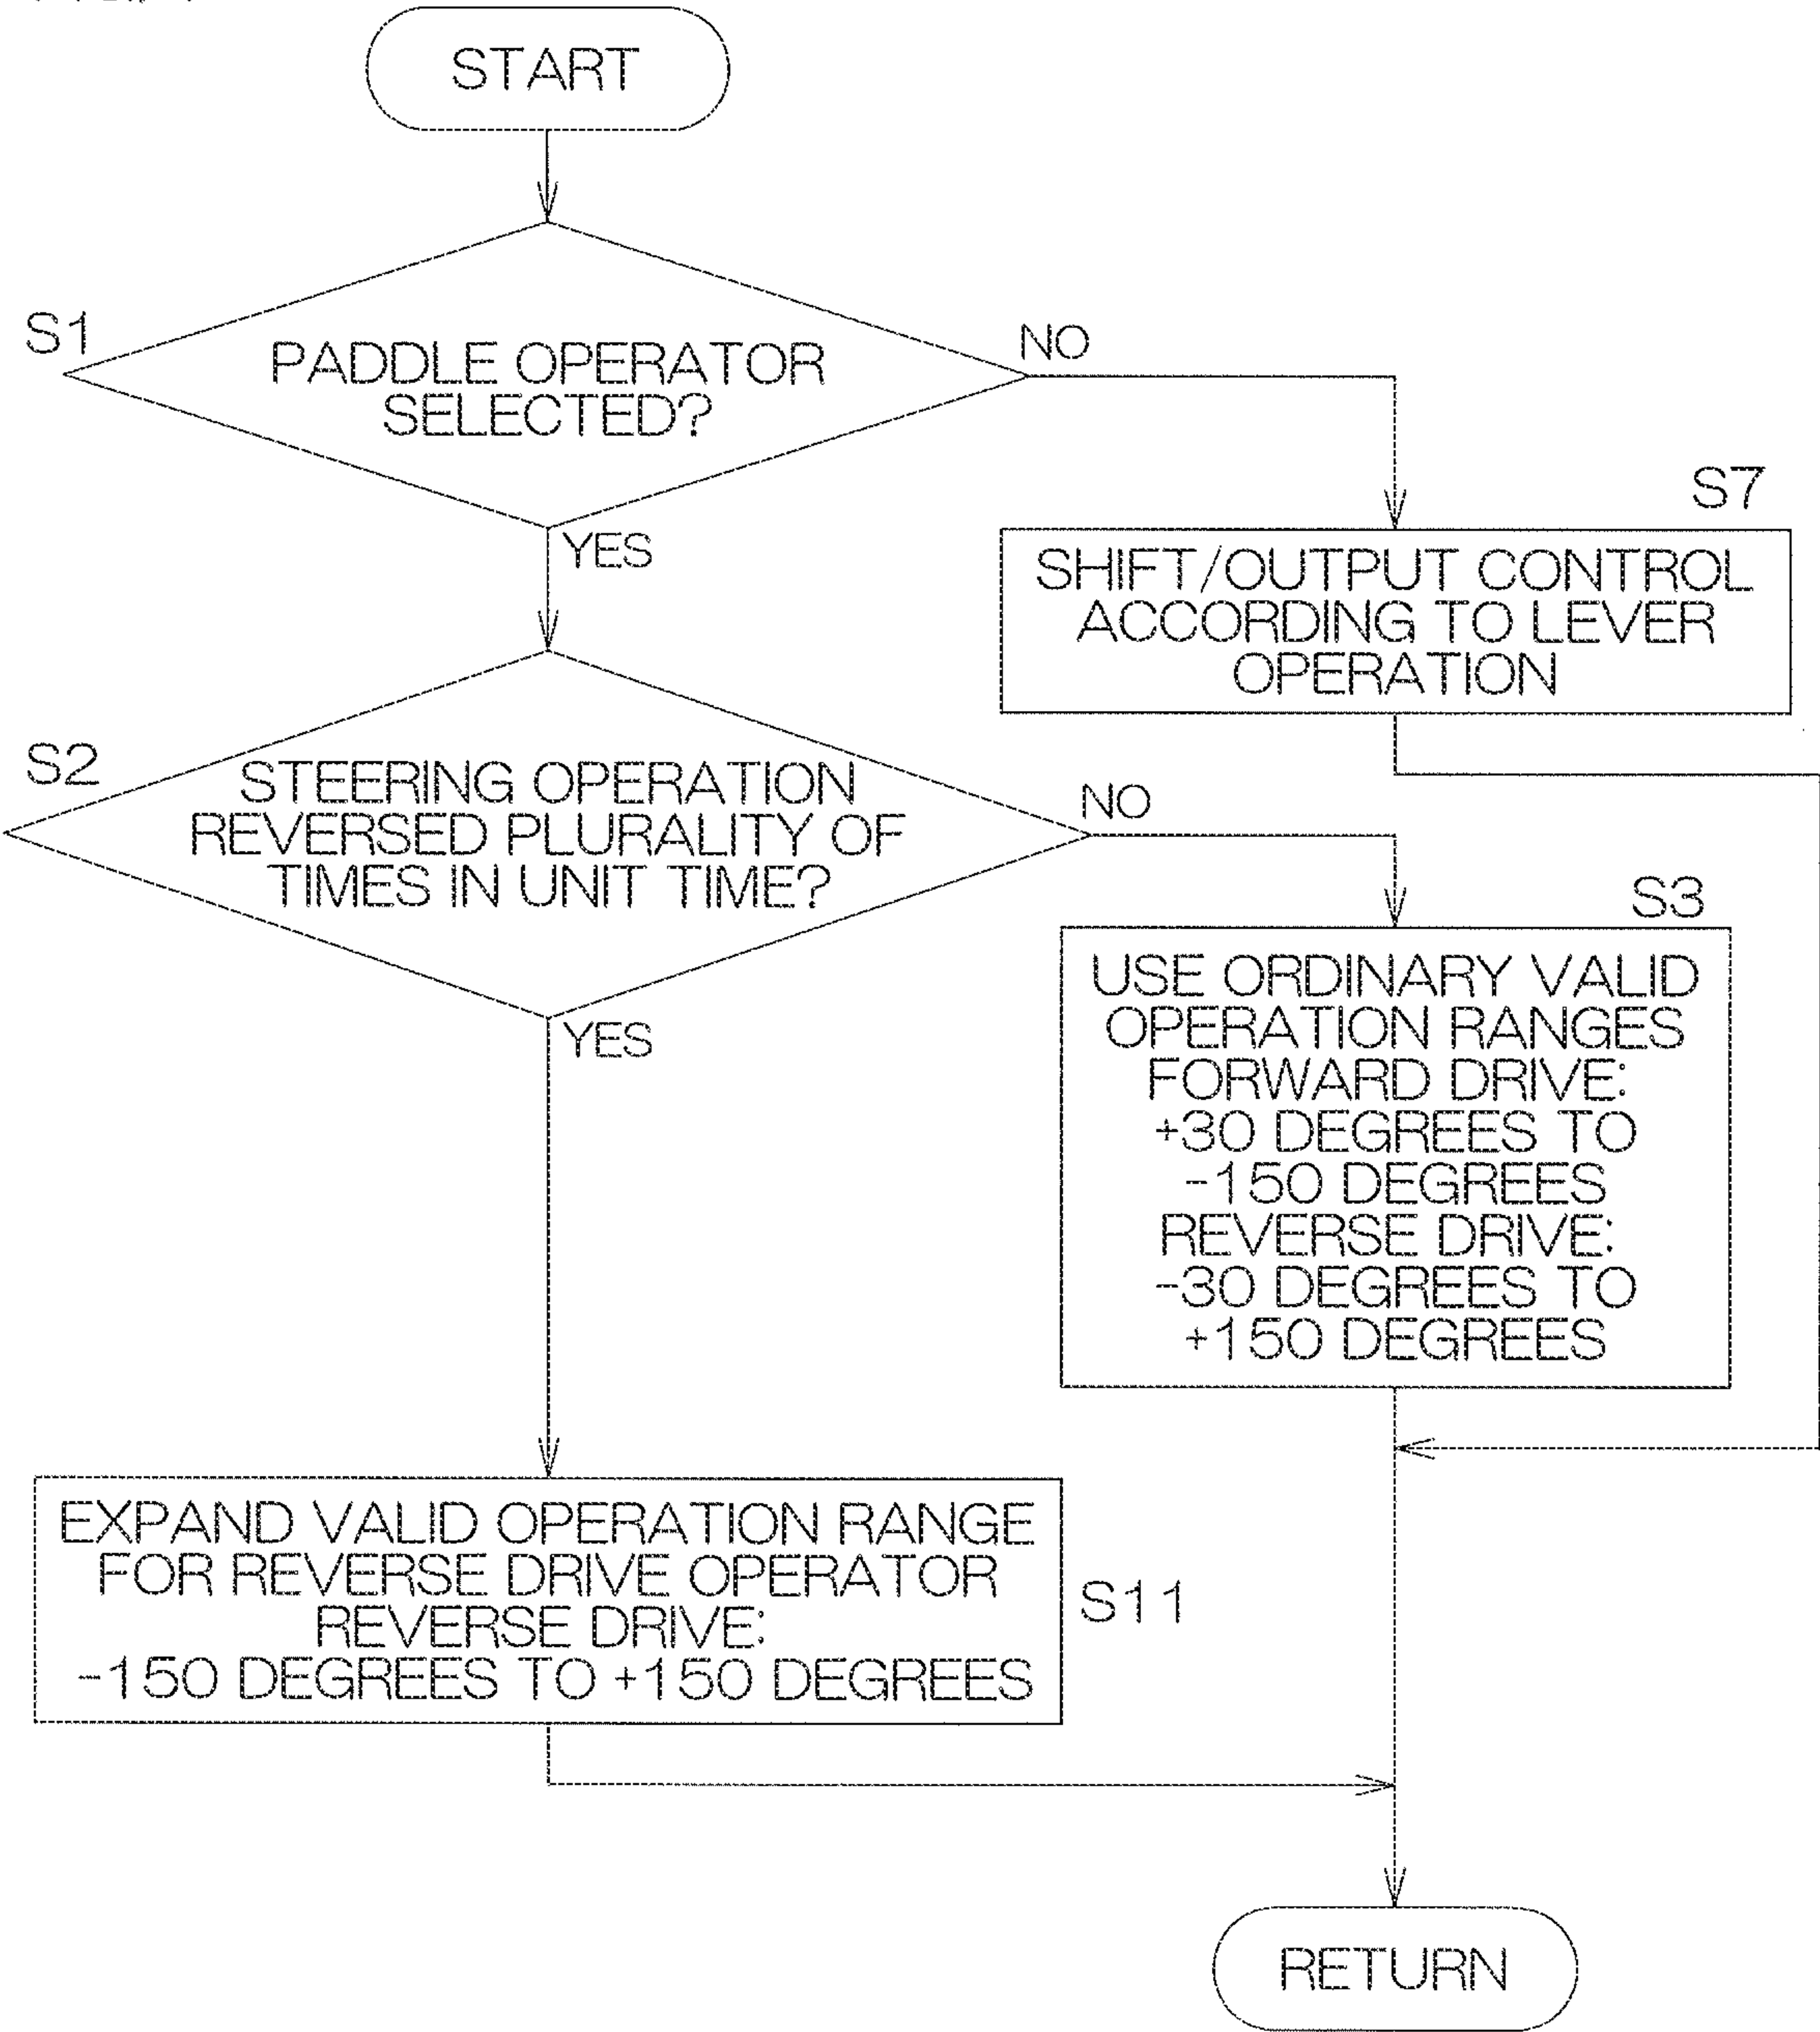 START
S1
PADDLE OPERATOR
SELECTED?
NO
YES
S7
SHIFT/OUTPUT CONTROL
ACCORDING TO LEVER
OPERATION
S2
STEERING OPERATION
REVERSED PLURALITY OF
TIMES IN UNIT TIME?
NO
YES
S3
USE ORDINARY VALID
OPERATION RANGES
FORWARD DRIVE:
+30 DEGREES TO
-150 DEGREES
REVERSE DRIVE:
-30 DEGREES TO
+150 DEGREES
EXPAND VALID OPERATION RANGE
FOR REVERSE DRIVE OPERATOR
REVERSE DRIVE:
-150 DEGREES TO +150 DEGREES
S11
RETURN